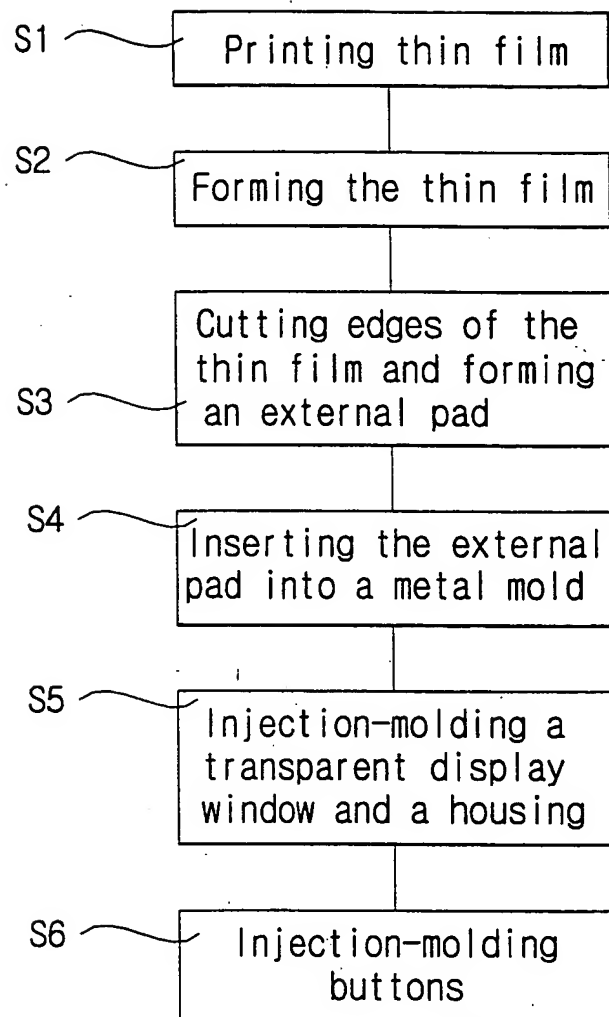 S1
Printing thin film
S2
Forming the thin film
S3
Cutting edges of the
thin film and forming
an external pad
S4
Inserting the external
pad into a metal mold
S5
Injection-molding a
transparent display
window and a housing
S6
Injection-molding
buttons